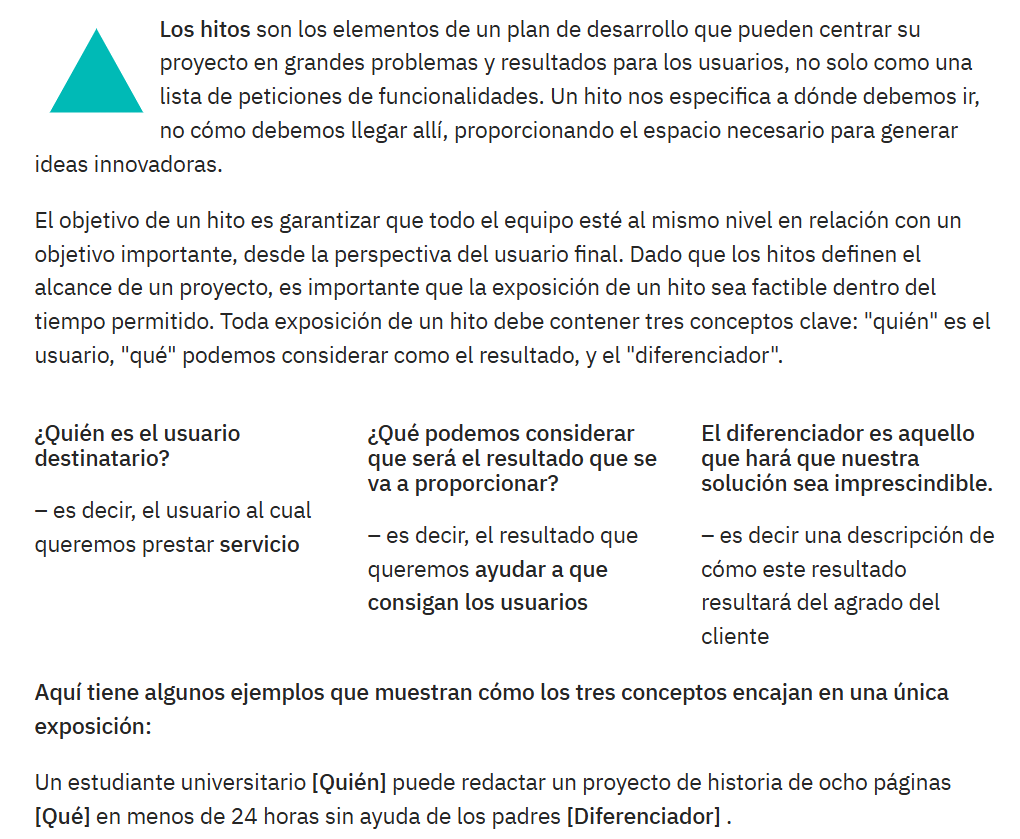 Los hitos son los elementos de un plan de desarrollo que pueden centrar su
proyecto en grandes problemas y resultados para los usuarios, no solo como una
lista de peticiones de funcionalidades. Un hito nos especifica a dónde debemos ir,
no cómo debemos llegar allí, proporcionando el espacio necesario para generar
ideas innovadoras.
El objetivo de un hito es garantizar que todo el equipo esté al mismo nivel en relación con un
objetivo importante, desde la perspectiva del usuario final. Dado que los hitos definen el
alcance de un proyecto, es importante que la exposición de un hito sea factible dentro del
tiempo permitido. Toda exposición de un hito debe contener tres conceptos clave: "quién" es el
usuario, "qué" podemos considerar como el resultado, y el "diferenciador".
¿Quién es el usuario
destinatario?
– es decir, el usuario al cual
queremos prestar servicio
¿Qué podemos considerar
que será el resultado que se
va a proporcionar?
– es decir, el resultado que
queremos ayudar a que
consigan los usuarios
El diferenciador es aquello
que hará que nuestra
solución sea imprescindible.
– es decir una descripción de
cómo este resultado
resultará del agrado del
cliente
Aquí tiene algunos ejemplos que muestran cómo los tres conceptos encajan en una única
exposición:
Un estudiante universitario [Quién] puede redactar un proyecto de historia de ocho páginas
[Qué] en menos de 24 horas sin ayuda de los padres [Diferenciador] .